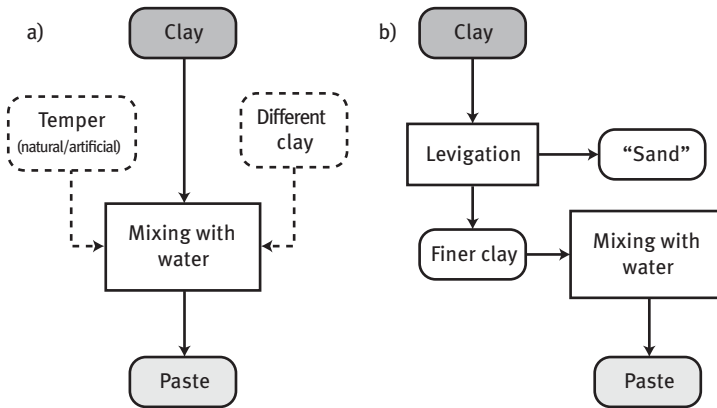 a)
Clay
Temper
(natural/artificial)
Different
clay
Mixing with
water
Paste
b)
Clay
Levigation
“Sand”
Finer clay
Mixing with
water
Paste